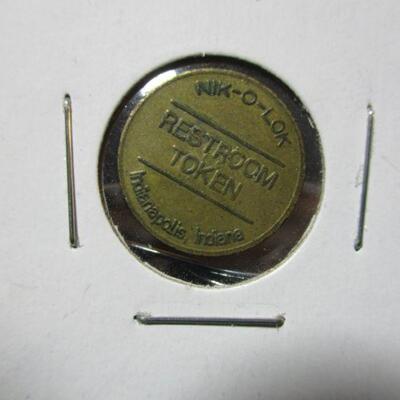 NIK-O-LOK
RESTROOM
TOKEN
Indianapolis, Indiana